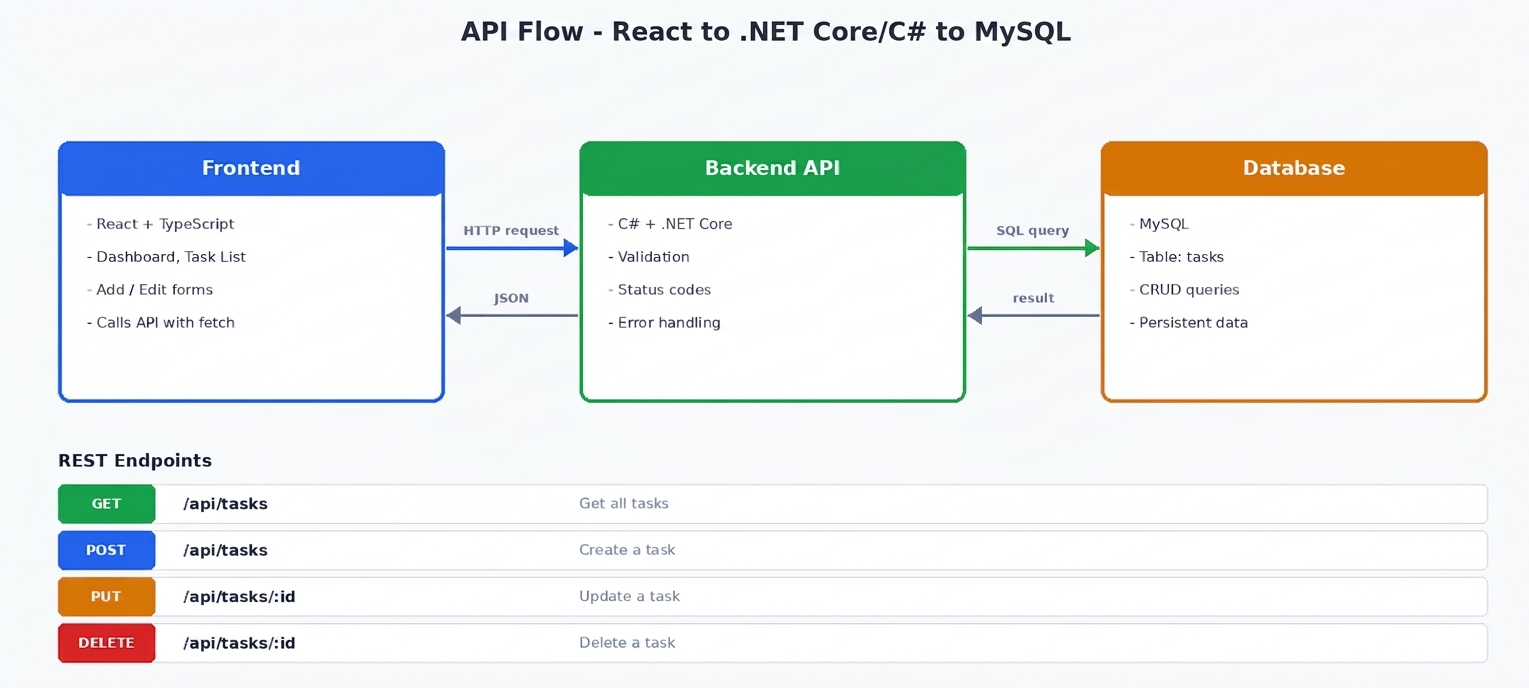 API Flow - React to .NET Core/C# to MySQL
Frontend
- React + TypeScript
- Dashboard, Task List
- Add / Edit forms
- Calls API with fetch
HTTP request
JSON
Backend API
- C# + .NET Core
- Validation
- Status codes
- Error handling
SQL query
result
Database
- MySQL
- Table: tasks
- CRUD queries
- Persistent data
REST Endpoints
GET /api/tasks Get all tasks
POST /api/tasks Create a task
PUT /api/tasks/:id Update a task
DELETE /api/tasks/:id Delete a task